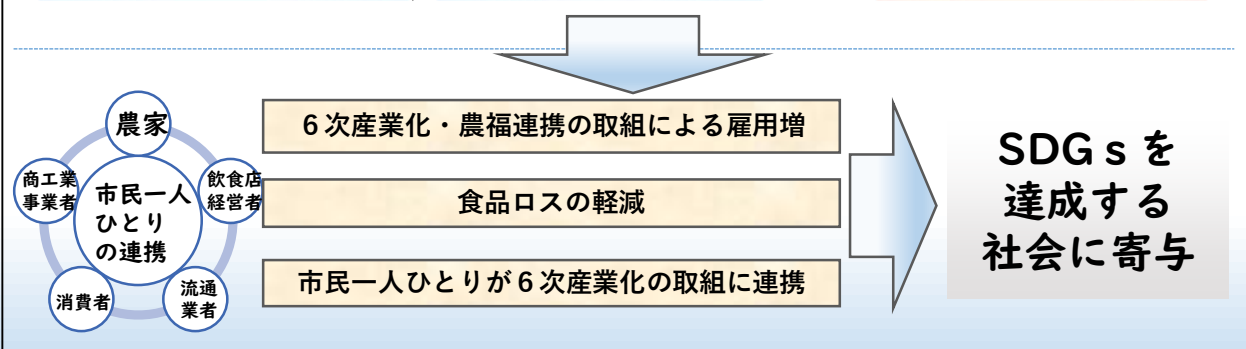 農家
商工業
事業者
市民一人
ひとり
の連携
飲食店
経営者
消費者
流通
業者
６次産業化・農福連携の取組による雇用増
食品ロスの軽減
市民一人ひとりが６次産業化の取組に連携
SDGｓを
達成する
社会に寄与